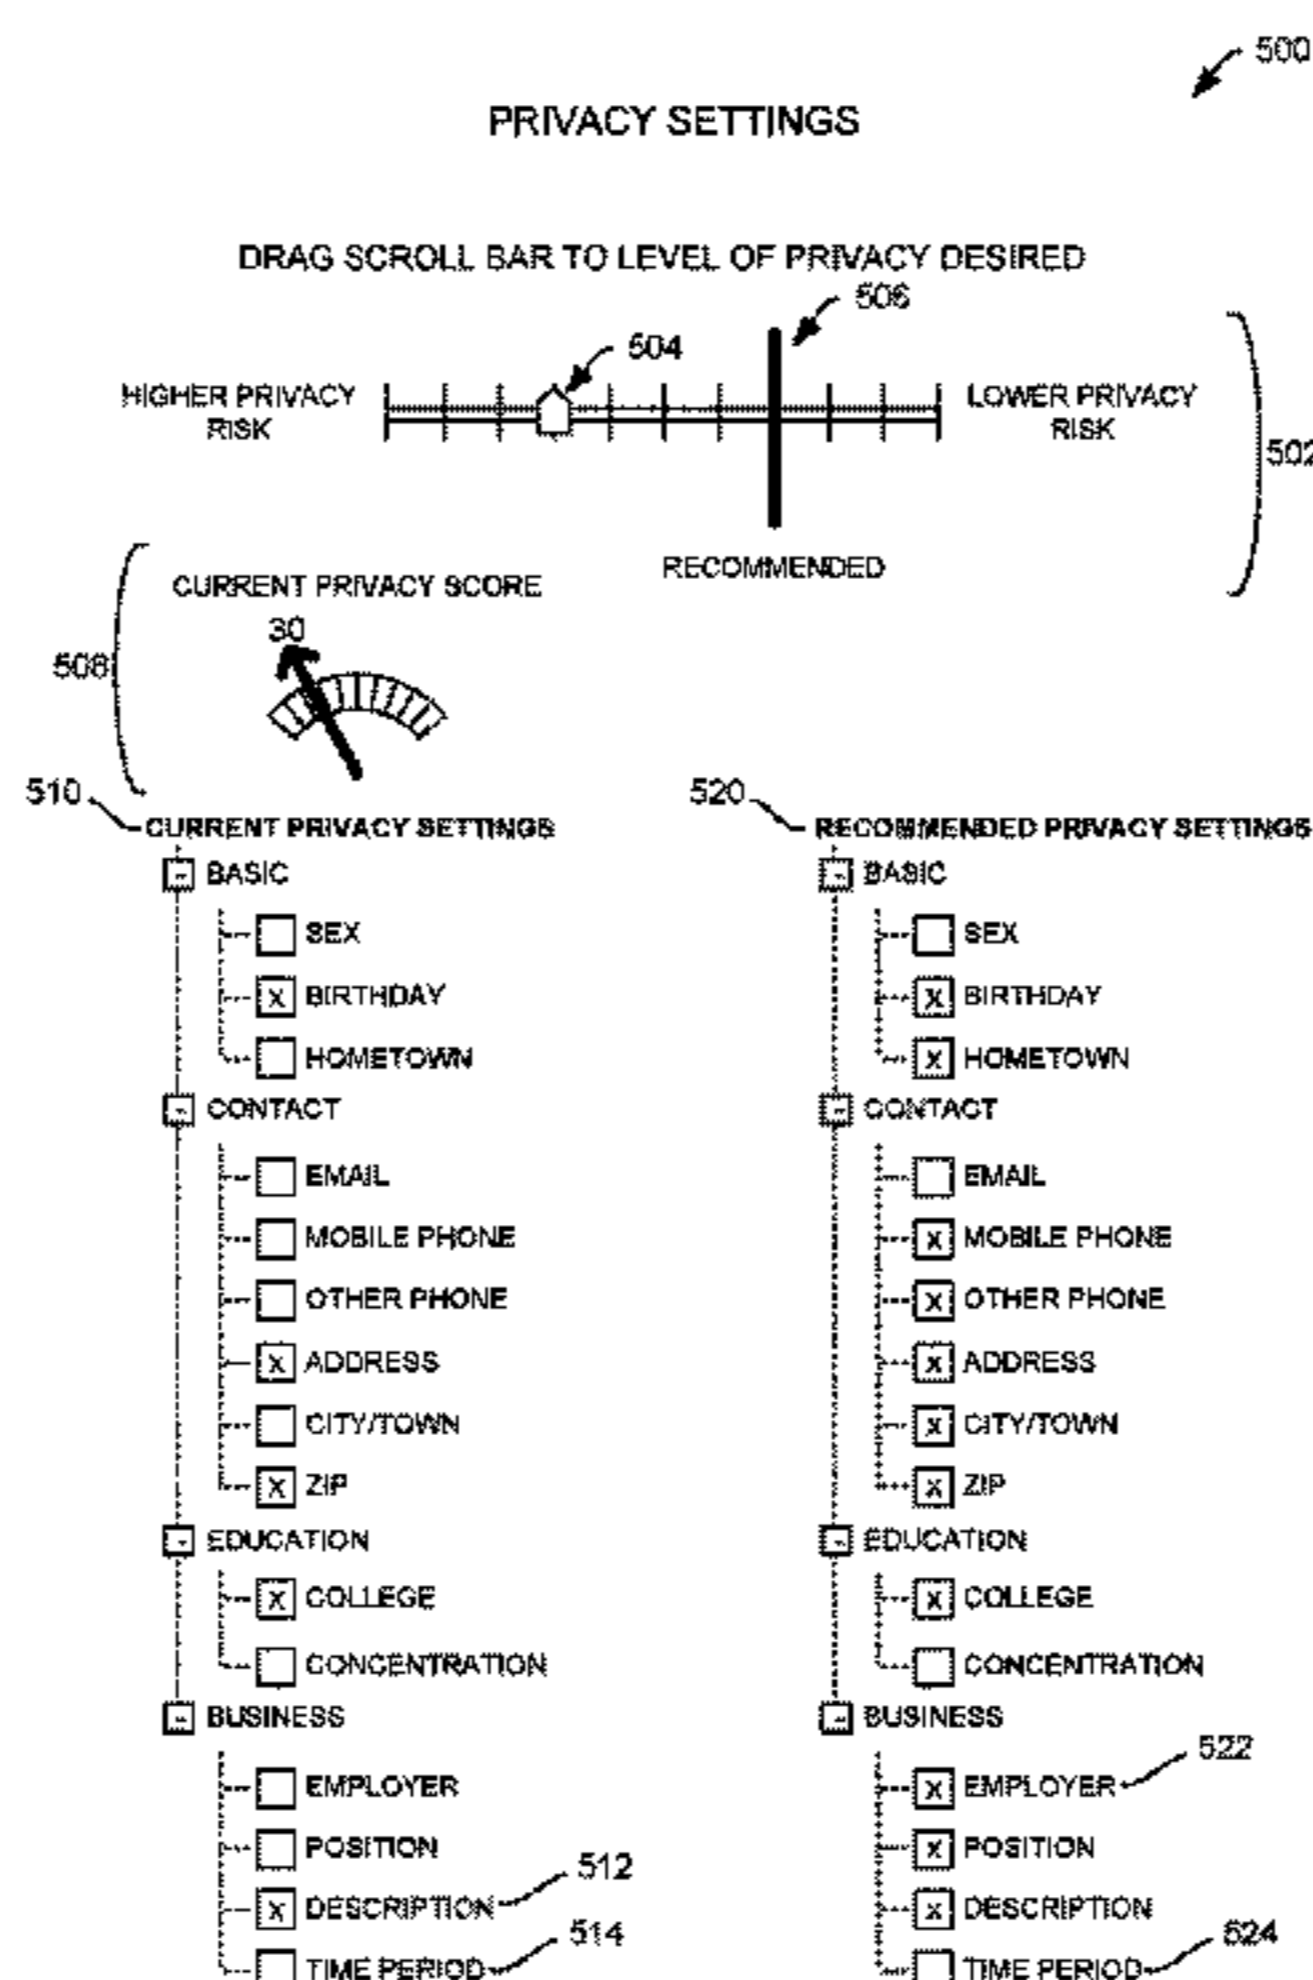 500
PRIVACY SETTINGS
DRAG SCROLL BAR TO LEVEL OF PRIVACY DESIRED
506
504
HIGHER PRIVACY RISK
LOWER PRIVACY RISK
502
RECOMMENDED
CURRENT PRIVACY SCORE
30
508
510
CURRENT PRIVACY SETTINGS
- BASIC
SEX
X BIRTHDAY
HOMETOWN
- CONTACT
EMAIL
MOBILE PHONE
OTHER PHONE
X ADDRESS
CITY/TOWN
X ZIP
- EDUCATION
X COLLEGE
CONCENTRATION
- BUSINESS
EMPLOYER
POSITION
X DESCRIPTION
512
TIME PERIOD
514
520
RECOMMENDED PRIVACY SETTINGS
- BASIC
SEX
X BIRTHDAY
X HOMETOWN
- CONTACT
EMAIL
X MOBILE PHONE
X OTHER PHONE
X ADDRESS
X CITY/TOWN
X ZIP
- EDUCATION
X COLLEGE
CONCENTRATION
- BUSINESS
X EMPLOYER
522
X POSITION
X DESCRIPTION
TIME PERIOD
524